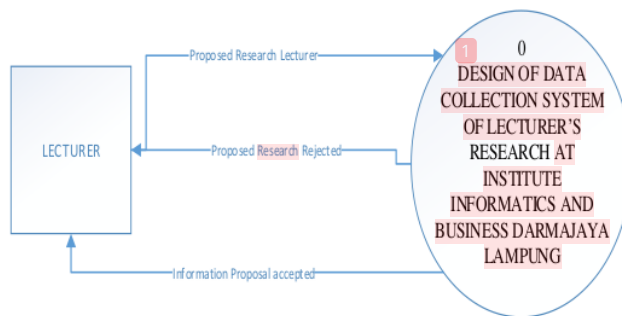 Proposed Research Lecturer
LECTURER
Proposed Research Rejected
Information Proposal accepted
1
0
DESIGN OF DATA
COLLECTION SYSTEM
OF LECTURER'S
RESEARCH AT
INSTITUTE
INFORMATICS AND
BUSINESS DARMAJAYA
LAMPUNG